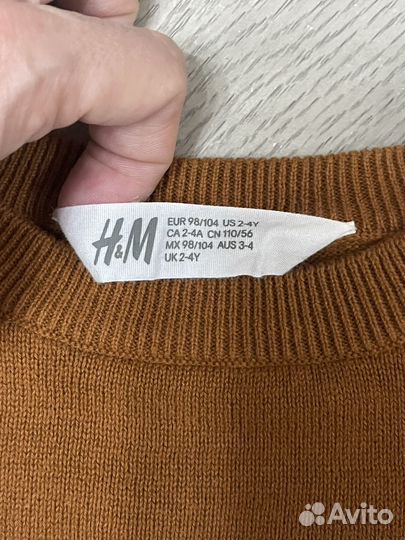 H&M
EUR 98/104 US 2-4Y
CA 2-4A CN 110/56
MX 98/104 AUS 3-4
UK 2-4Y
Avito